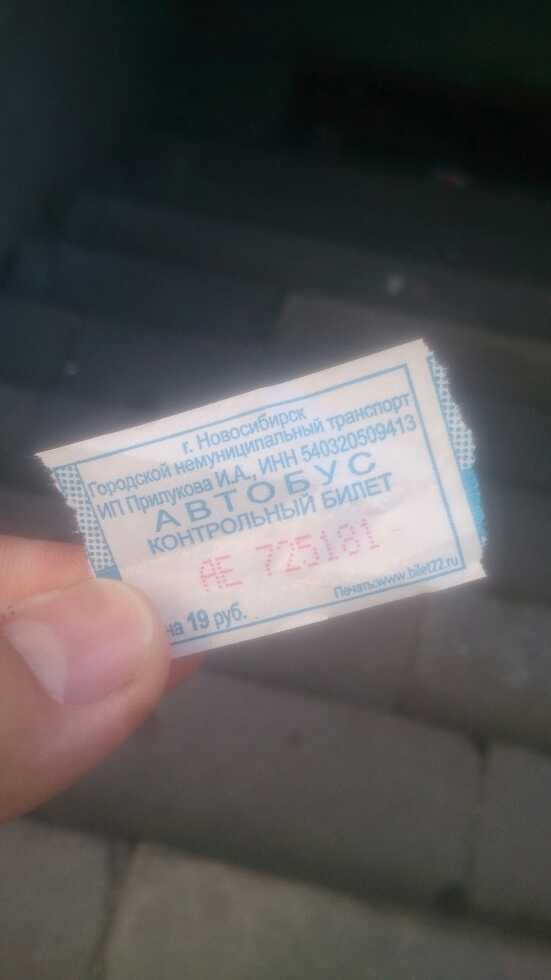 г. Новосибирск
Городской немуниципальный транспорт
ИП Прилукова И.А., ИНН 540320509413
АВТОБУС
КОНТРОЛЬНЫЙ БИЛЕТ
АЕ 725181
на 19 руб.
Печать:www.bilet22.ru